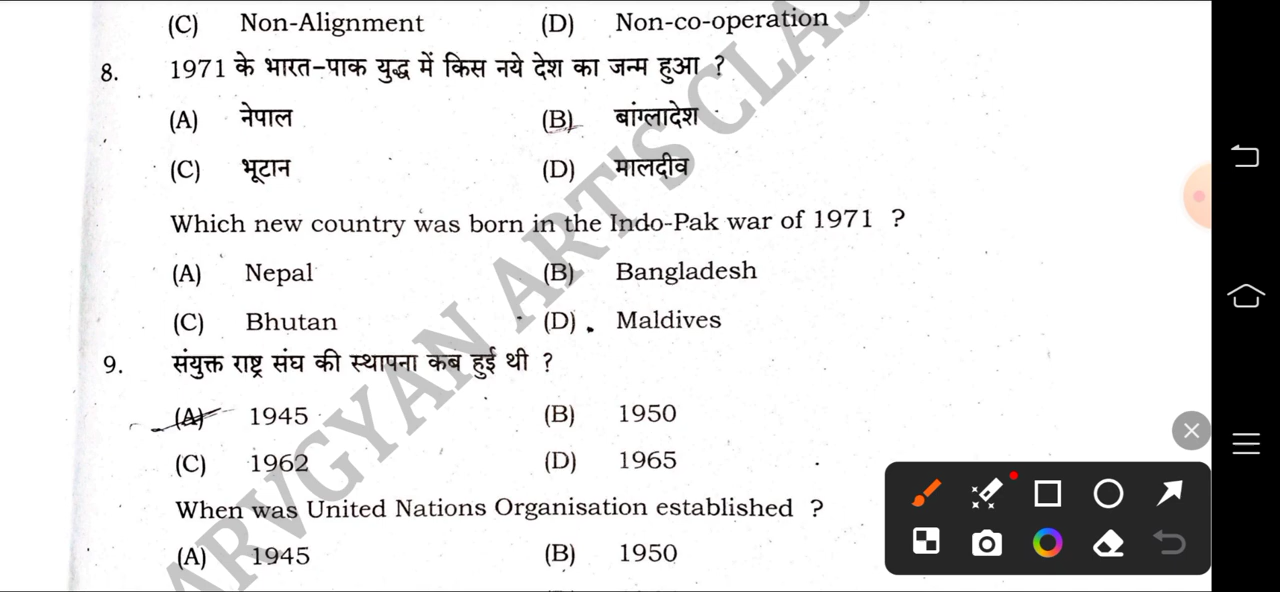 (C) Non-Alignment (D) Non-co-operation
8. 1971 के भारत-पाक युद्ध में किस नये देश का जन्म हुआ ?
(A) नेपाल (B) बांग्लादेश
(C) भूटान (D) मालदीव
Which new country was born in the Indo-Pak war of 1971 ?
(A) Nepal (B) Bangladesh
(C) Bhutan (D) Maldives
9. संयुक्त राष्ट्र संघ की स्थापना कब हुई थी ?
(A) 1945 (B) 1950
(C) 1962 (D) 1965
When was United Nations Organisation established ?
(A) 1945 (B) 1950